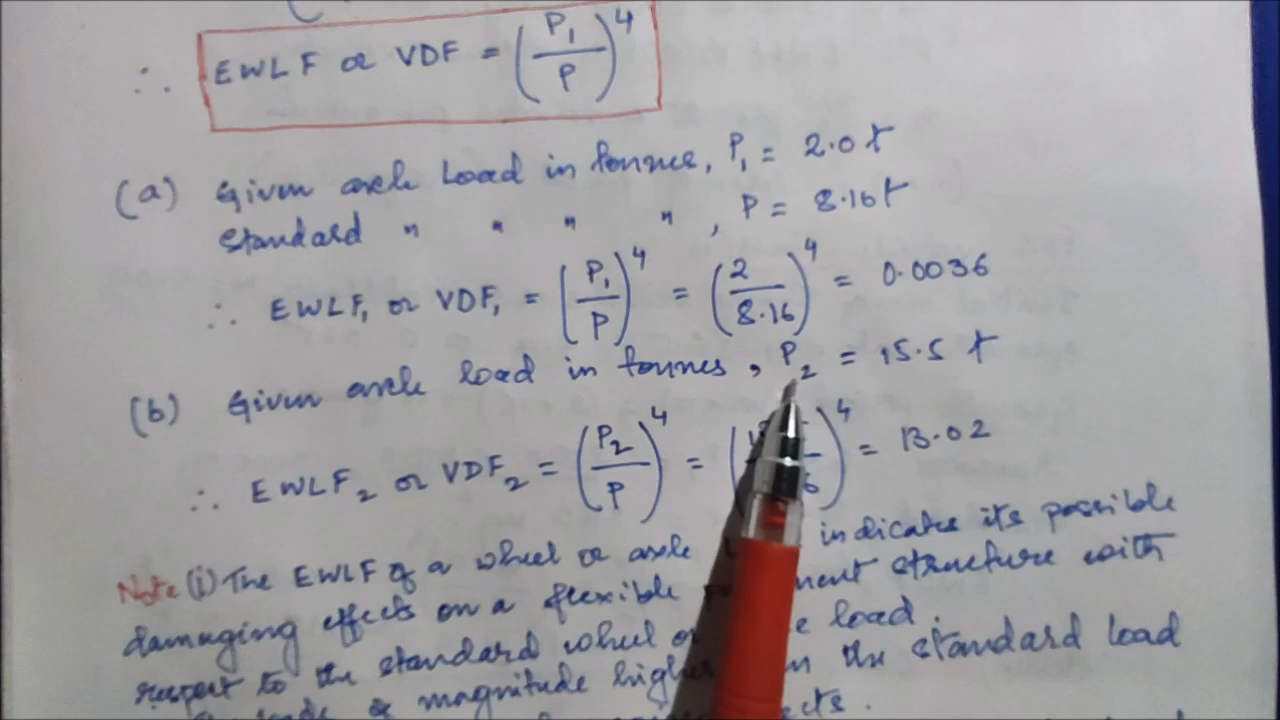 ∴ EWLF or VDF = (P₁/P)⁴
(a) Given axle Load in tonnes, P₁ = 2.0 t
Standard " " " " , P = 8.16 t
∴ EWLF₁ or VDF₁ = (P₁/P)⁴ = (2/8.16)⁴ = 0.0036
(b) Given axle load in tonnes, P₂ = 15.5 t
∴ EWLF₂ or VDF₂ = (P₂/P)⁴ = ( )⁴ = 13.02
Note (i) The EWLF of a wheel or axle indicates its possible
damaging effects on a flexible structure with
respect to the standard wheel or load.
magnitude higher the standard load